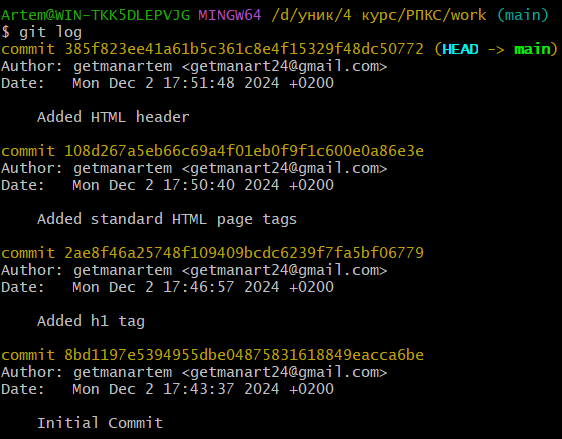 Artem@WIN-TKK5DLEPVJG MINGW64 /d/уник/4 курс/РПКС/work (main)
$ git log
commit 385f823ee41a61b5c361c8e4f15329f48dc50772 (HEAD -> main)
Author: getmanartem <getmanart24@gmail.com>
Date:   Mon Dec 2 17:51:48 2024 +0200
Added HTML header
commit 108d267a5eb66c69a4f01eb0f9f1c600e0a86e3e
Author: getmanartem <getmanart24@gmail.com>
Date:   Mon Dec 2 17:50:40 2024 +0200
Added standard HTML page tags
commit 2ae8f46a25748f109409bcdc6239f7fa5bf06779
Author: getmanartem <getmanart24@gmail.com>
Date:   Mon Dec 2 17:46:57 2024 +0200
Added h1 tag
commit 8bd1197e5394955dbe04875831618849eacca6be
Author: getmanartem <getmanart24@gmail.com>
Date:   Mon Dec 2 17:43:37 2024 +0200
Initial Commit